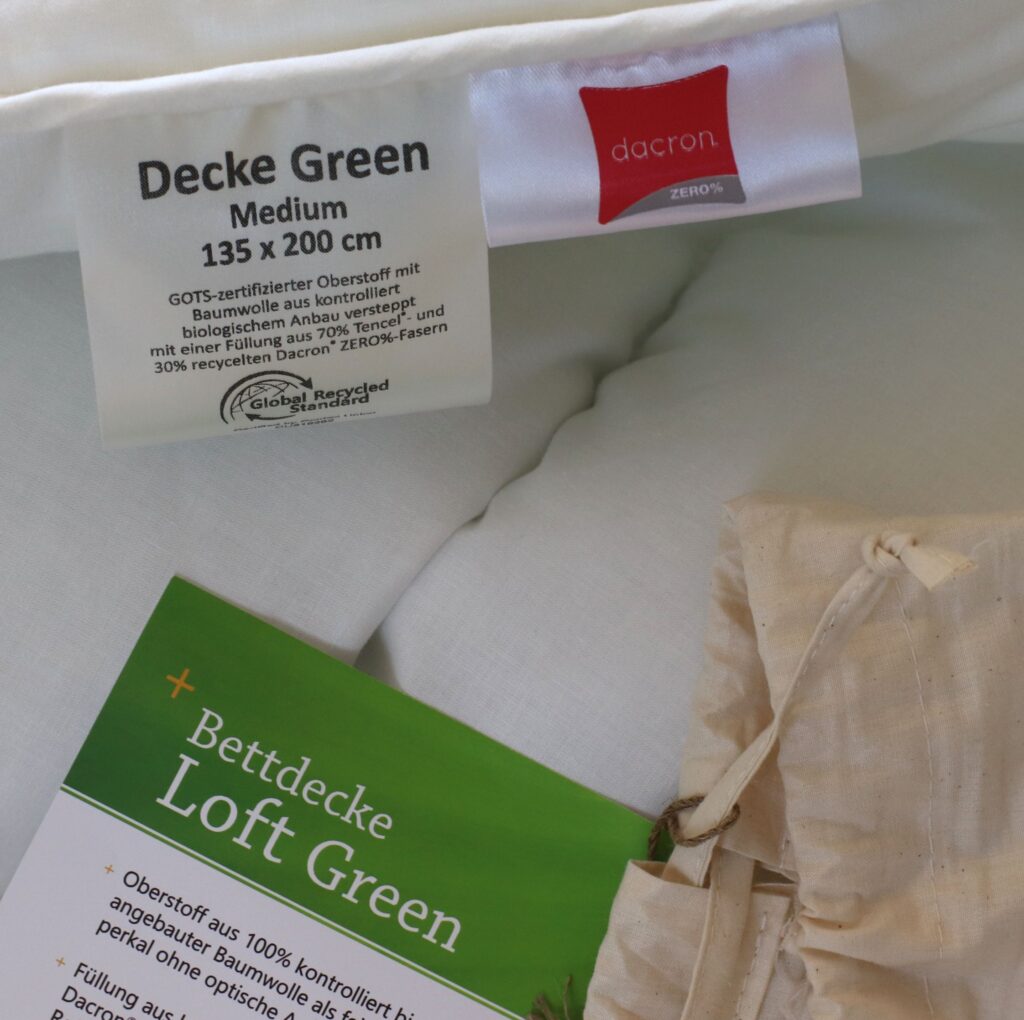 Decke Green
Medium
135 x 200 cm
GOTS-zertifizierter Oberstoff mit
Baumwolle aus kontrolliert
biologischem Anbau versteppt
mit einer Füllung aus 70% Tencel®- und
30% recycelten Dacron® ZERO%-Fasern
Global Recycled
Standard
dacron
ZERO%
+
Bettdecke
Loft Green
+ Oberstoff aus 100% kontrolliert bi
angebauter Baumwolle als
perkal ohne optische
+ Füllung aus
Dacron®